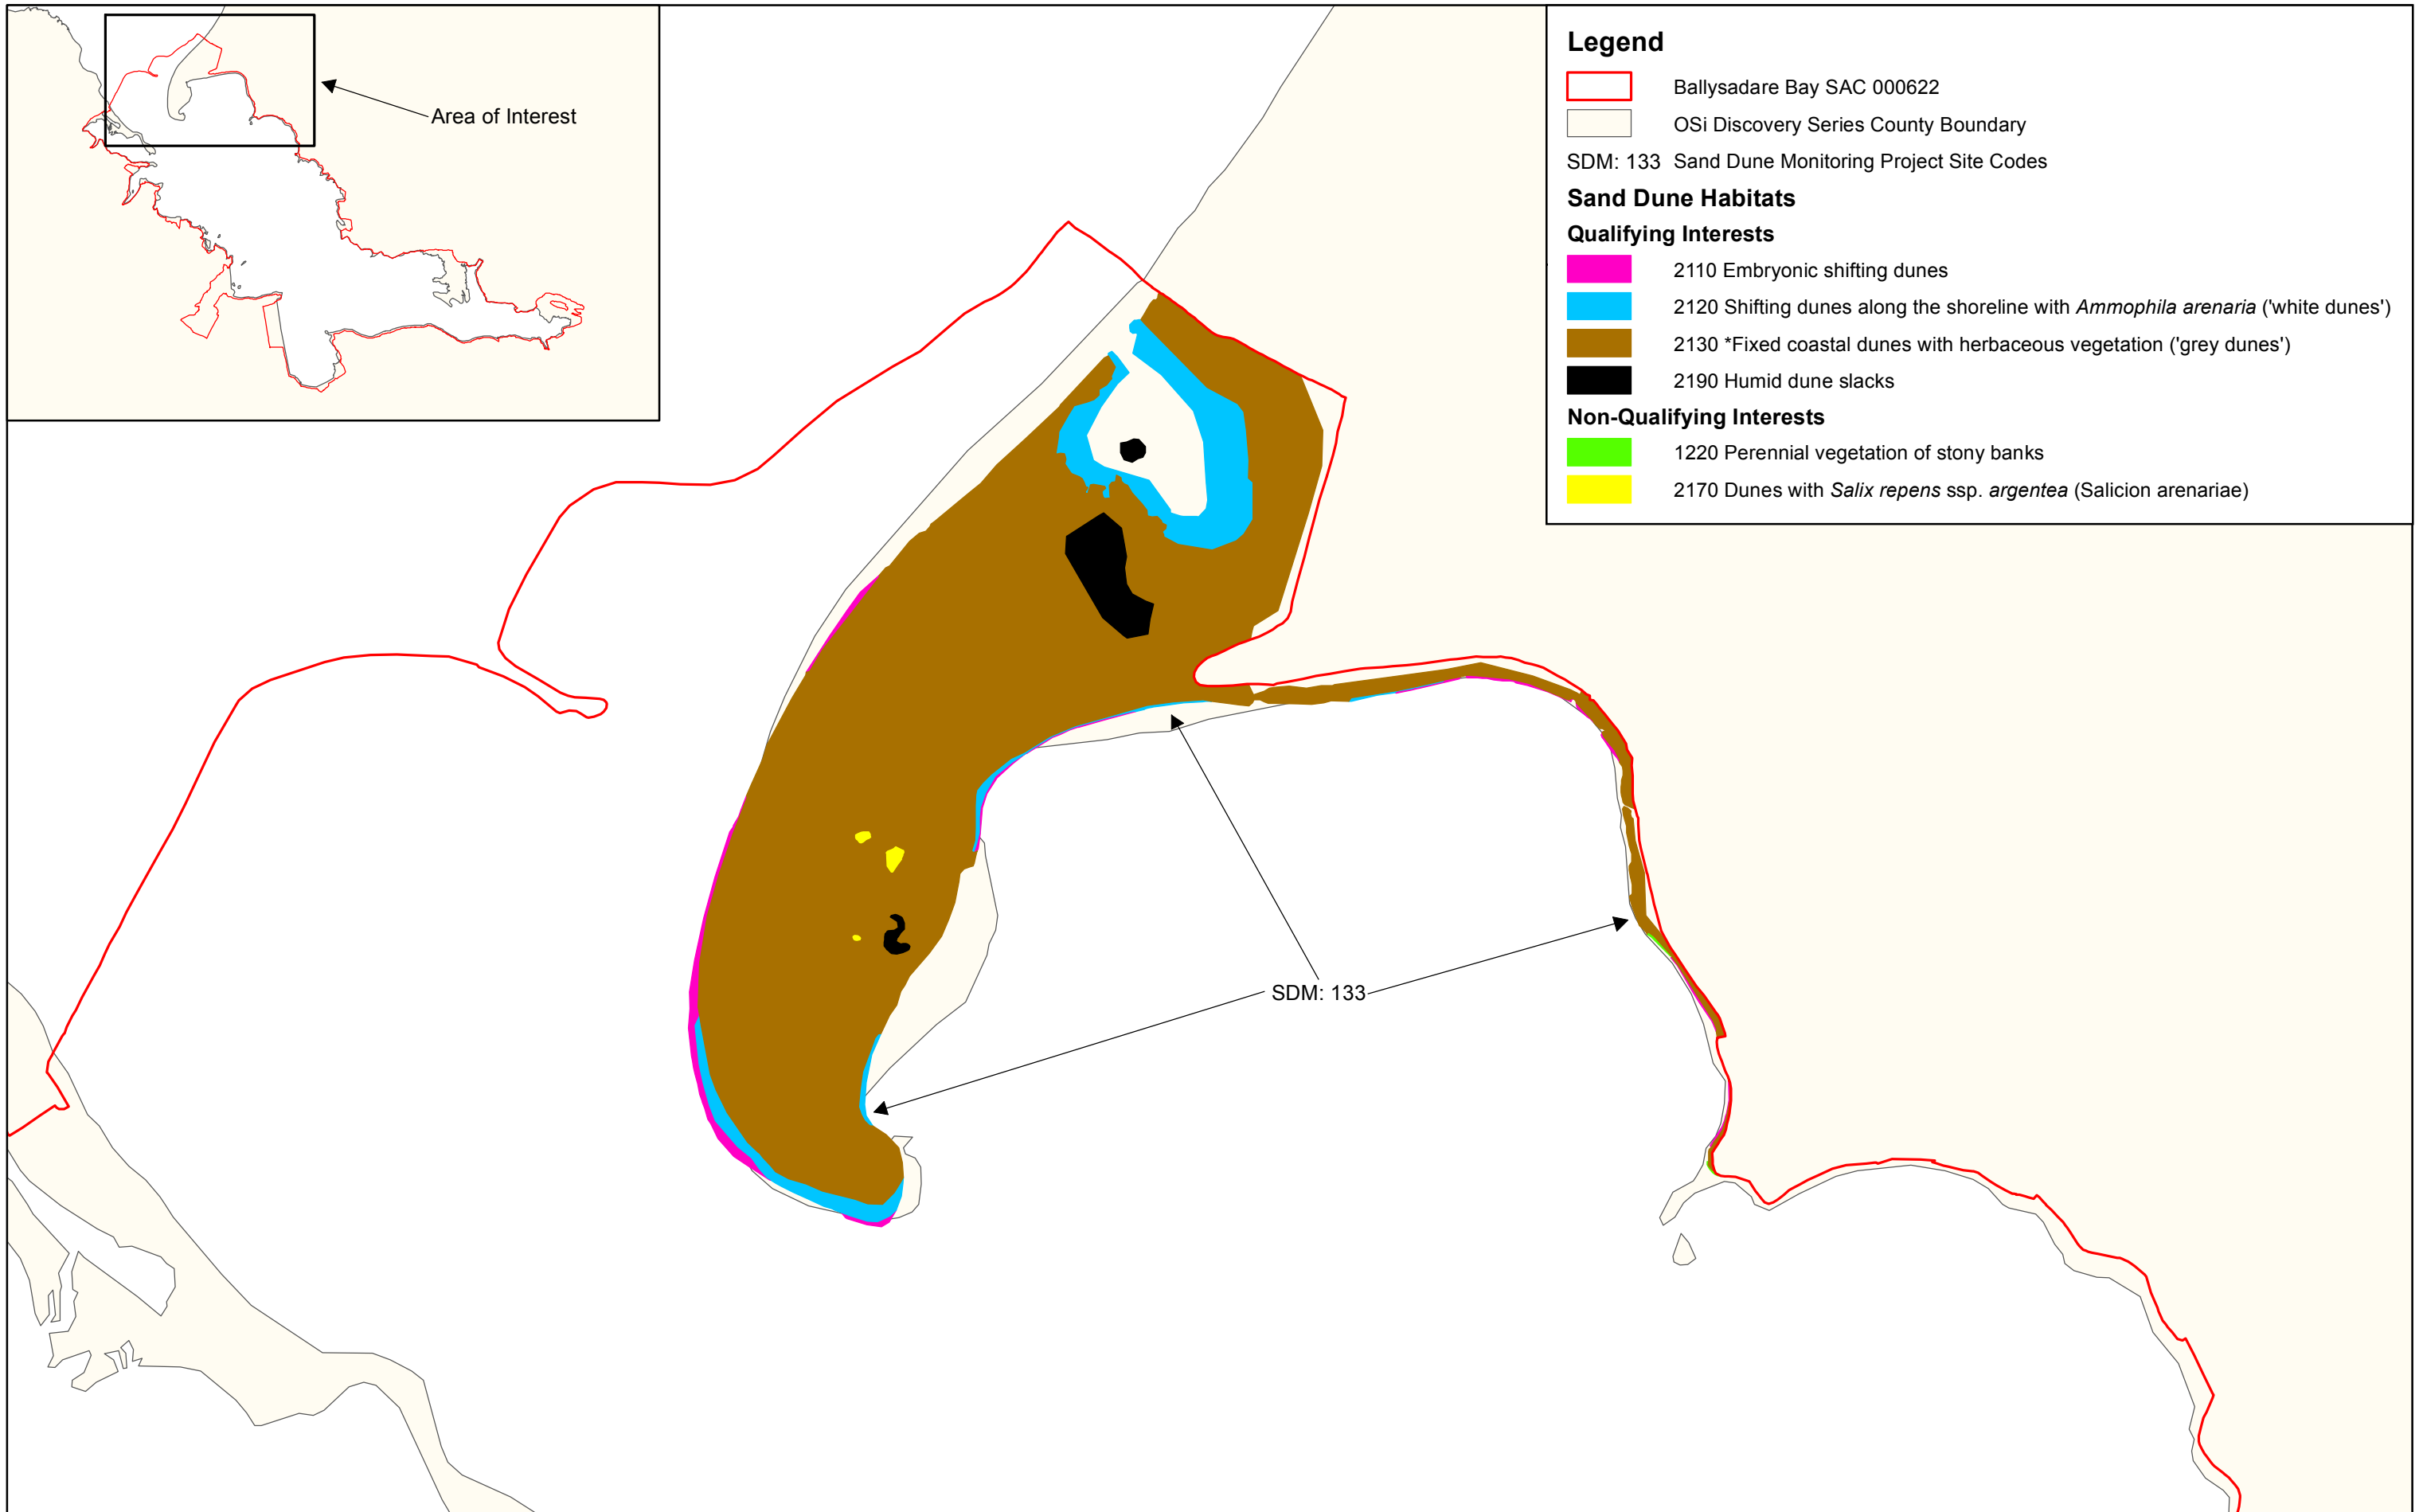 Area of Interest
Legend
Ballysadare Bay SAC 000622
OSi Discovery Series County Boundary
SDM: 133 Sand Dune Monitoring Project Site Codes
Sand Dune Habitats
Qualifying Interests
2110 Embryonic shifting dunes
2120 Shifting dunes along the shoreline with Ammophila arenaria ('white dunes')
2130 *Fixed coastal dunes with herbaceous vegetation ('grey dunes')
2190 Humid dune slacks
Non-Qualifying Interests
1220 Perennial vegetation of stony banks
2170 Dunes with Salix repens ssp. argentea (Salicion arenariae)
SDM: 133